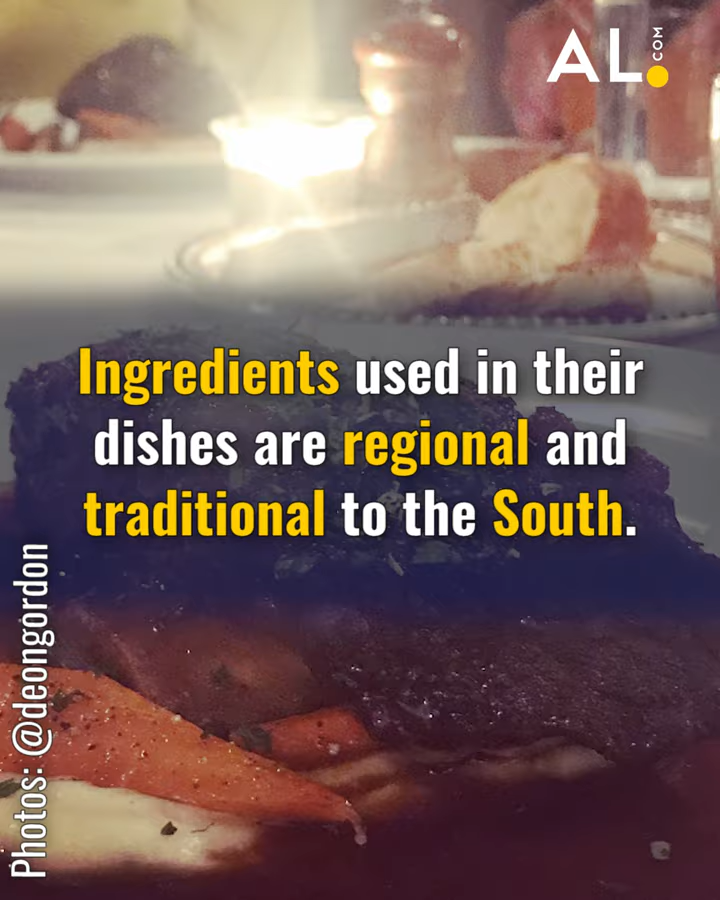 AL.COM
Ingredients used in their
dishes are regional and
traditional to the South.
Photos: @deongordon